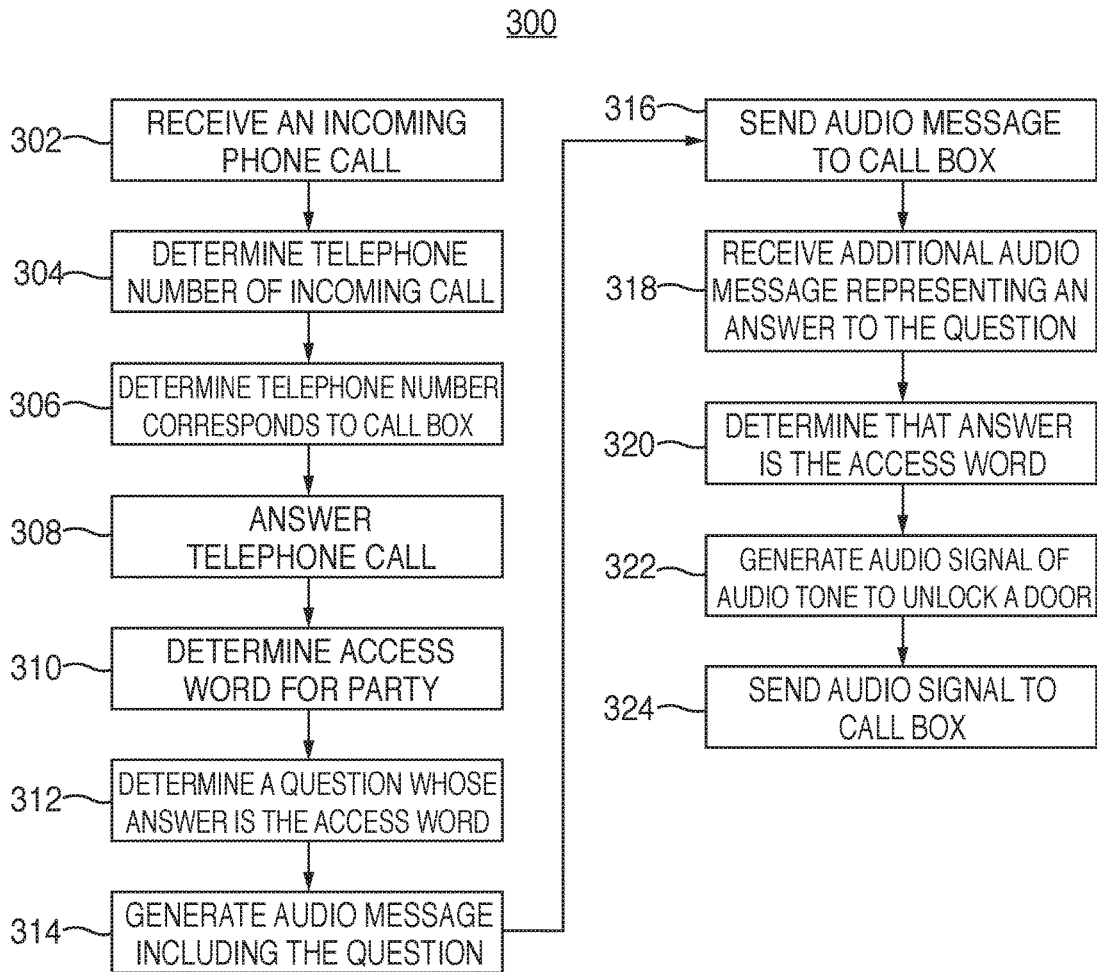 300
302
RECEIVE AN INCOMING
PHONE CALL
304
DETERMINE TELEPHONE
NUMBER OF INCOMING CALL
306
DETERMINE TELEPHONE NUMBER
CORRESPONDS TO CALL BOX
308
ANSWER
TELEPHONE CALL
310
DETERMINE ACCESS
WORD FOR PARTY
312
DETERMINE A QUESTION WHOSE
ANSWER IS THE ACCESS WORD
314
GENERATE AUDIO MESSAGE
INCLUDING THE QUESTION
316
SEND AUDIO MESSAGE
TO CALL BOX
318
RECEIVE ADDITIONAL AUDIO
MESSAGE REPRESENTING AN
ANSWER TO THE QUESTION
320
DETERMINE THAT ANSWER
IS THE ACCESS WORD
322
GENERATE AUDIO SIGNAL OF
AUDIO TONE TO UNLOCK A DOOR
324
SEND AUDIO SIGNAL TO
CALL BOX